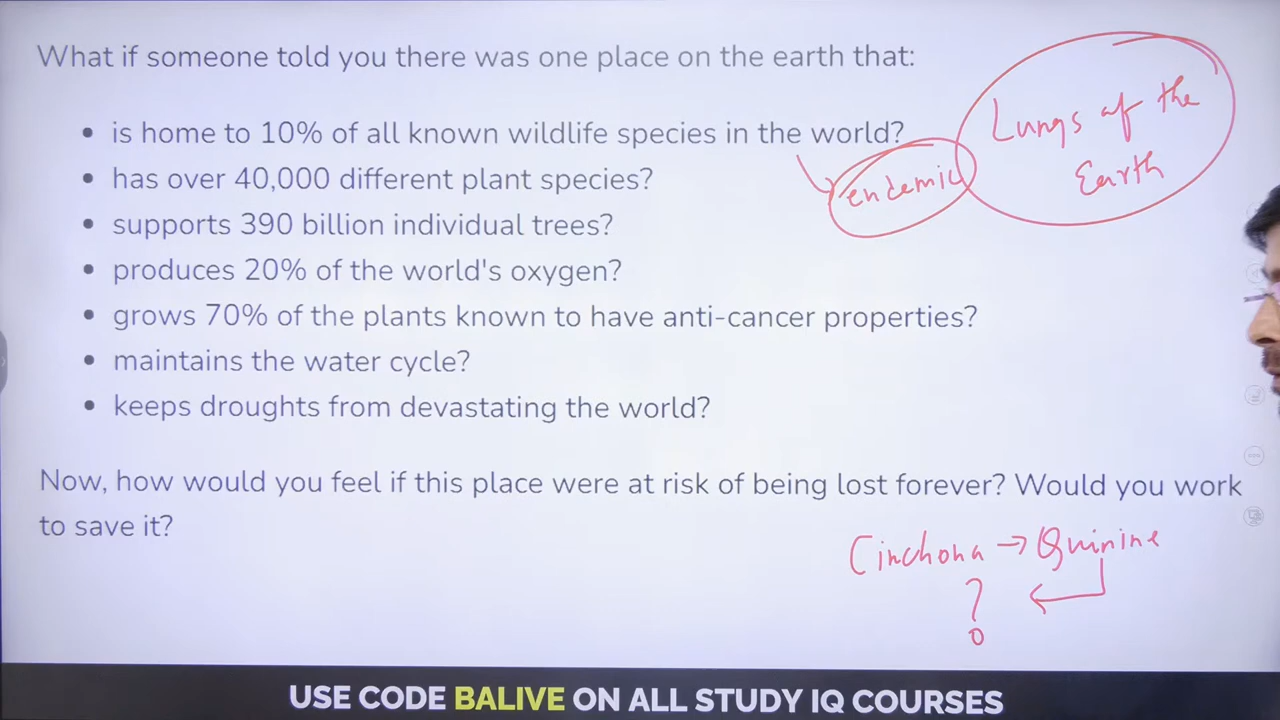 What if someone told you there was one place on the earth that:
• is home to 10% of all known wildlife species in the world?
• has over 40,000 different plant species?
• supports 390 billion individual trees?
• produces 20% of the world's oxygen?
• grows 70% of the plants known to have anti-cancer properties?
• maintains the water cycle?
• keeps droughts from devastating the world?
endemic
Lungs of the
Earth
Now, how would you feel if this place were at risk of being lost forever? Would you work
to save it?
Cinchona → Quinine
?
USE CODE BALIVE ON ALL STUDY IQ COURSES